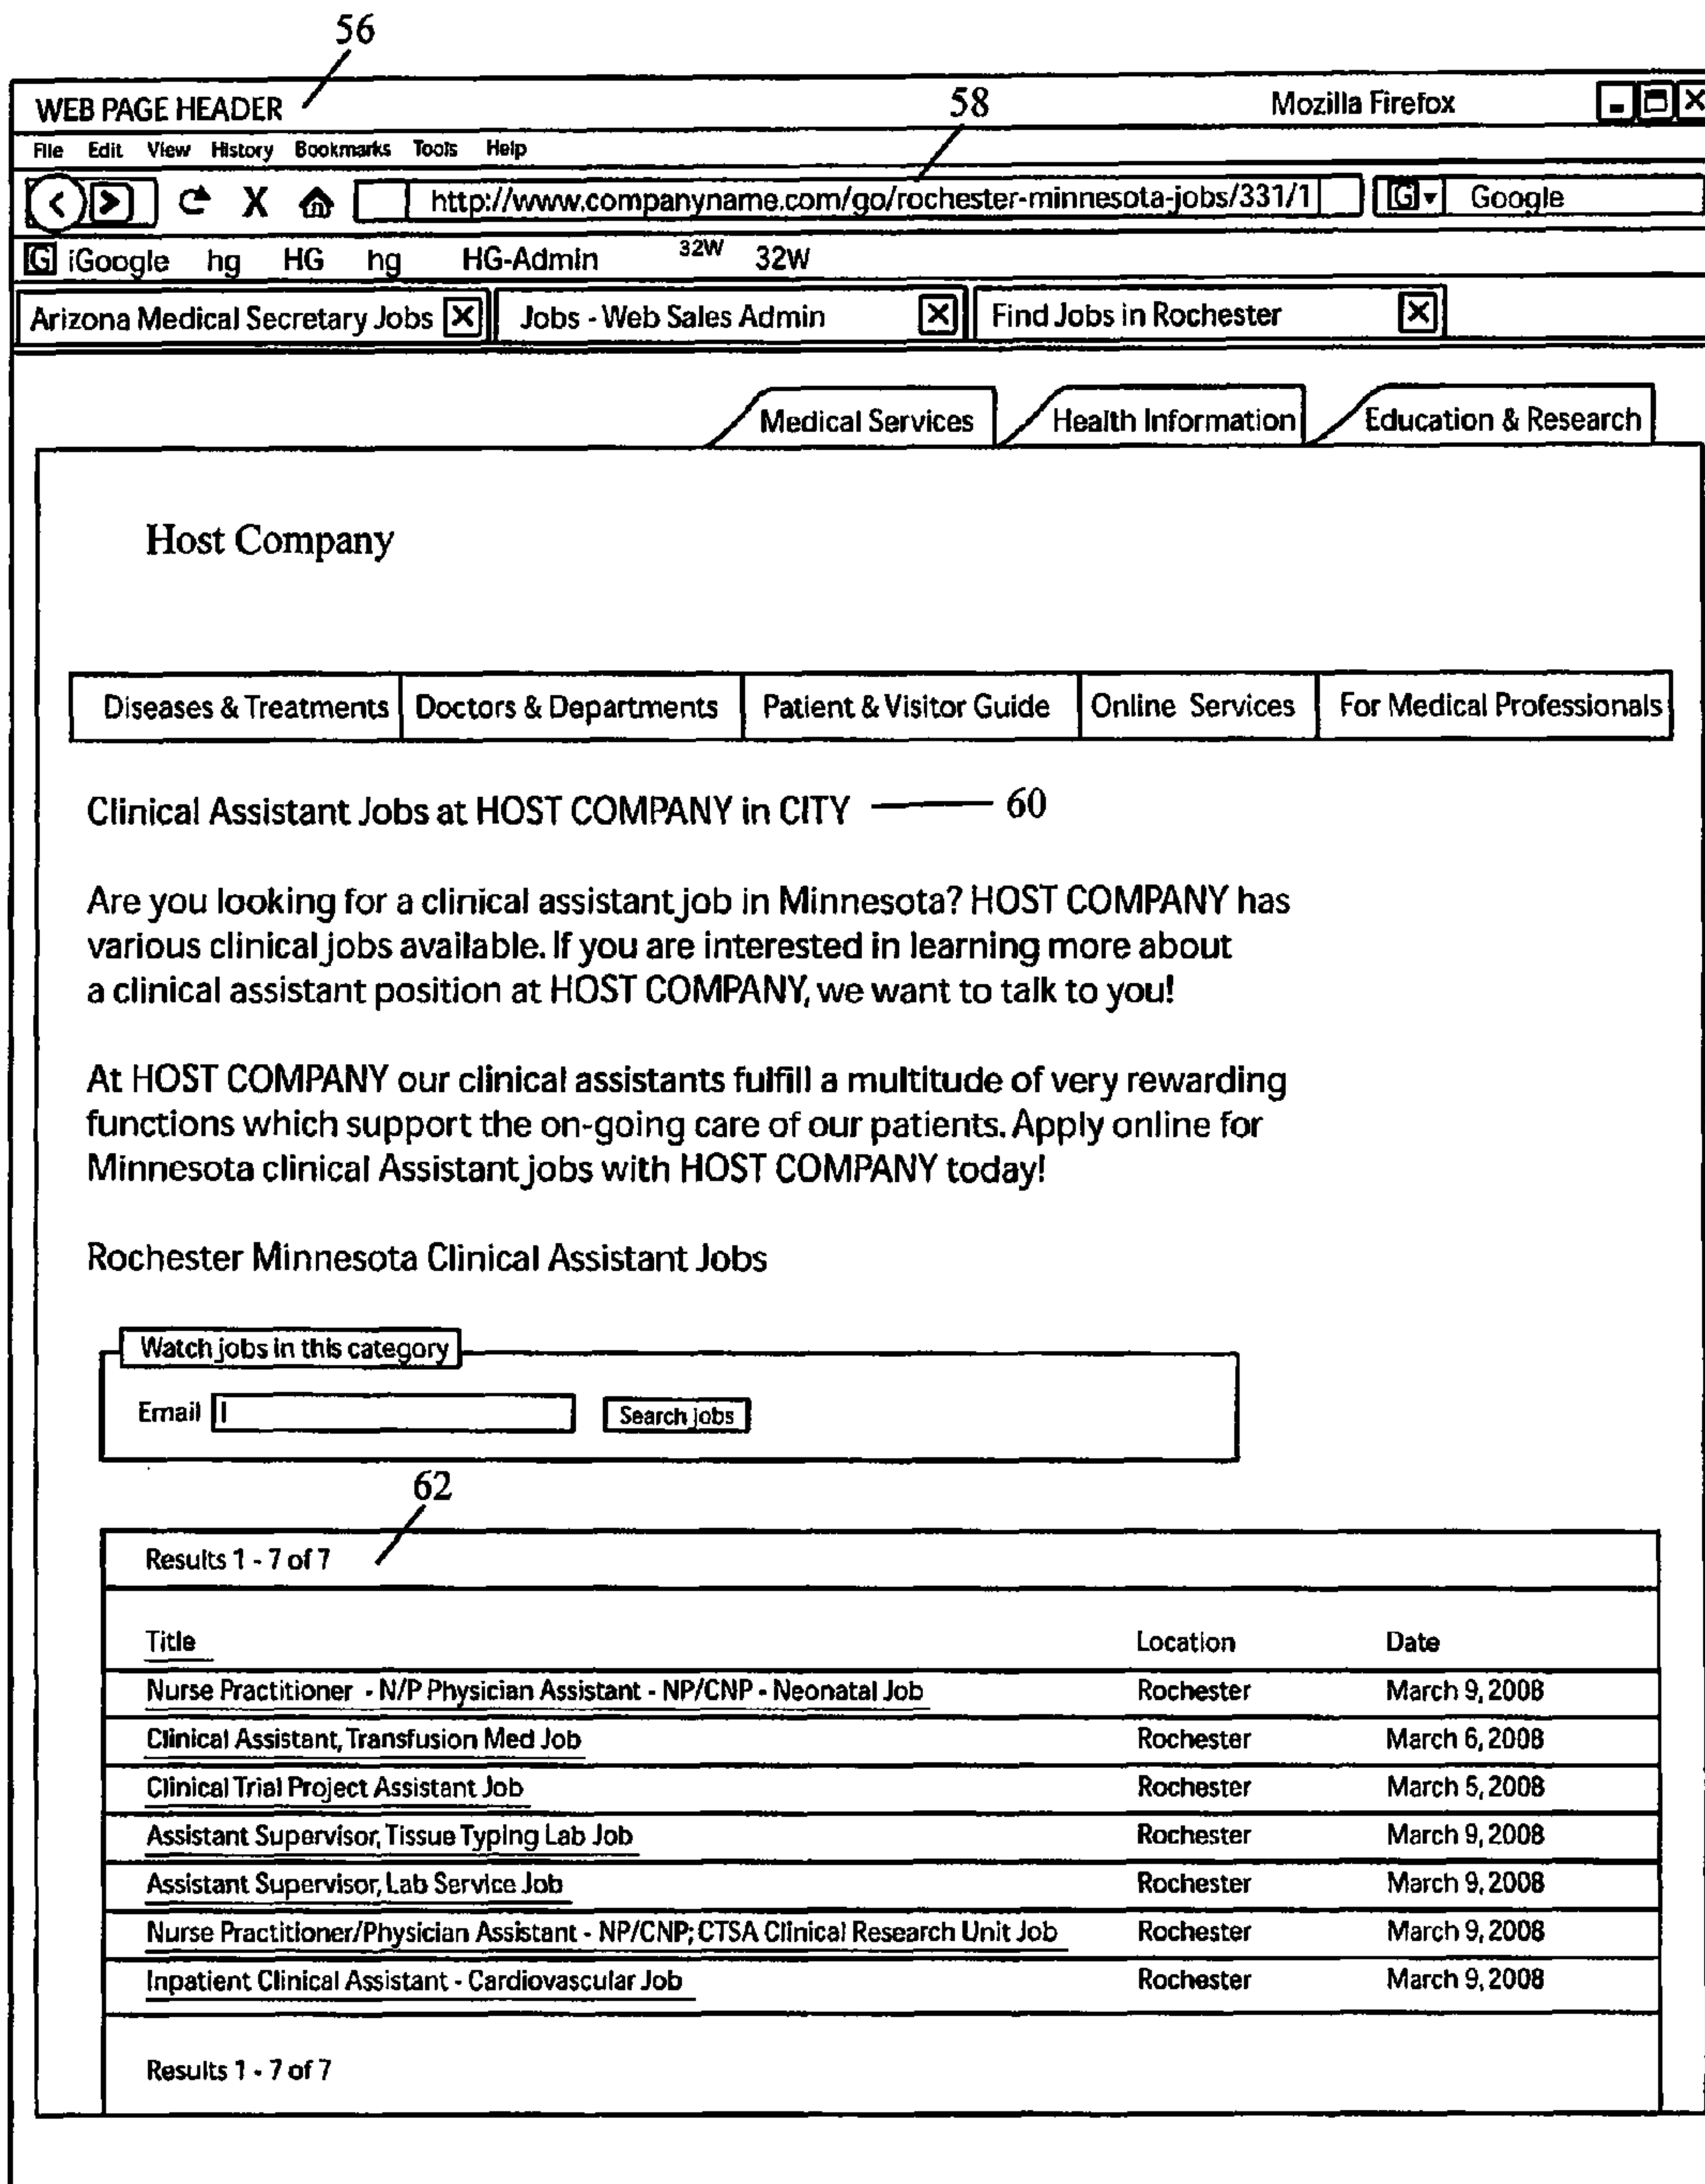 56
WEB PAGE HEADER 58 Mozilla Firefox
File Edit View History Bookmarks Tools Help
http://www.companyname.com/go/rochester-minnesota-jobs/331/1 G Google
G iGoogle hg HG hg HG-Admin 32W 32W
Arizona Medical Secretary Jobs Jobs - Web Sales Admin Find Jobs in Rochester
Medical Services Health Information Education & Research
Host Company
Diseases & Treatments Doctors & Departments Patient & Visitor Guide Online Services For Medical Professionals
Clinical Assistant Jobs at HOST COMPANY in CITY 60
Are you looking for a clinical assistant job in Minnesota? HOST COMPANY has
various clinical jobs available. If you are interested in learning more about
a clinical assistant position at HOST COMPANY, we want to talk to you!
At HOST COMPANY our clinical assistants fulfill a multitude of very rewarding
functions which support the on-going care of our patients. Apply online for
Minnesota clinical Assistant jobs with HOST COMPANY today!
Rochester Minnesota Clinical Assistant Jobs
Watch jobs in this category
Email Search jobs
62
Results 1 - 7 of 7
Title Location Date
Nurse Practitioner - N/P Physician Assistant - NP/CNP - Neonatal Job Rochester March 9, 2008
Clinical Assistant, Transfusion Med Job Rochester March 6, 2008
Clinical Trial Project Assistant Job Rochester March 5, 2008
Assistant Supervisor, Tissue Typing Lab Job Rochester March 9, 2008
Assistant Supervisor, Lab Service Job Rochester March 9, 2008
Nurse Practitioner/Physician Assistant - NP/CNP; CTSA Clinical Research Unit Job Rochester March 9, 2008
Inpatient Clinical Assistant - Cardiovascular Job Rochester March 9, 2008
Results 1 - 7 of 7